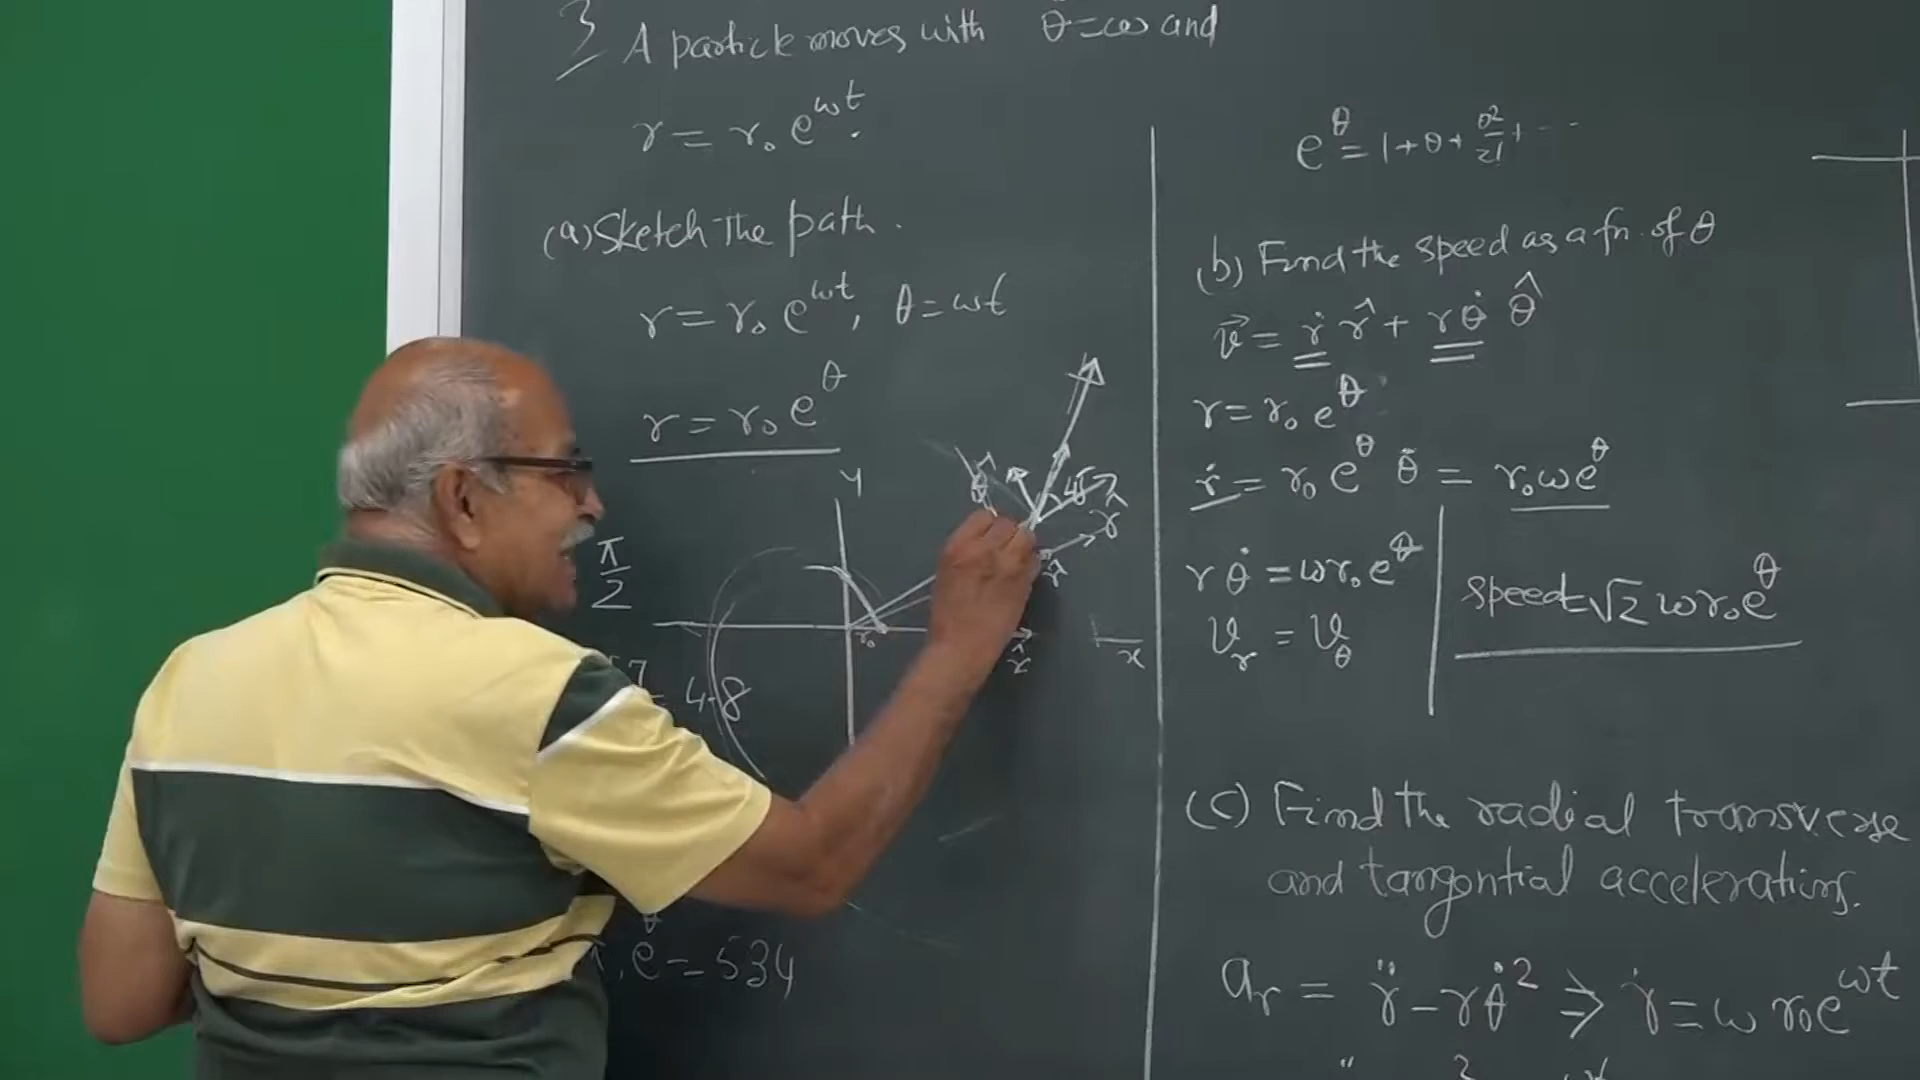 3 A particle moves with θ̇ = ω and
r = r₀ e^{ωt}.
(a) Sketch the path.
r = r₀ e^{ωt}, θ = ωt
r = r₀ e^{θ}
y
θ̂
45
r̂
r̂
π/2
r₀
r̂
x
4.8
e^{θ} = 534
e^{θ} = 1 + θ + θ²/2! + ---
(b) Find the speed as a fn. of θ
v⃗ = ṙ r̂ + r θ̇ θ̂
r = r₀ e^{θ}
ṙ = r₀ e^{θ} θ̇ = r₀ ω e^{θ}
r θ̇ = ω r₀ e^{θ}
v_r = v_θ
speed = √2 ω r₀ e^{θ}
(c) Find the radial transverse
and tangential accelerations.
a_r = r̈ - r θ̇² ⇒ ṙ = ω r₀ e^{ωt}